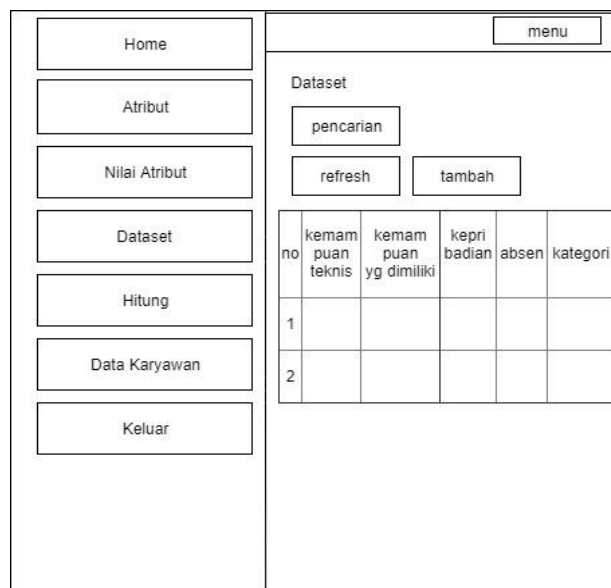 Home
Atribut
Nilai Atribut
Dataset
Hitung
Data Karyawan
Keluar
menu
Dataset
pencarian
refresh
tambah
no
kemam
puan
teknis
kemam
puan
yg dimiliki
kepri
badian
absen
kategori
1
2